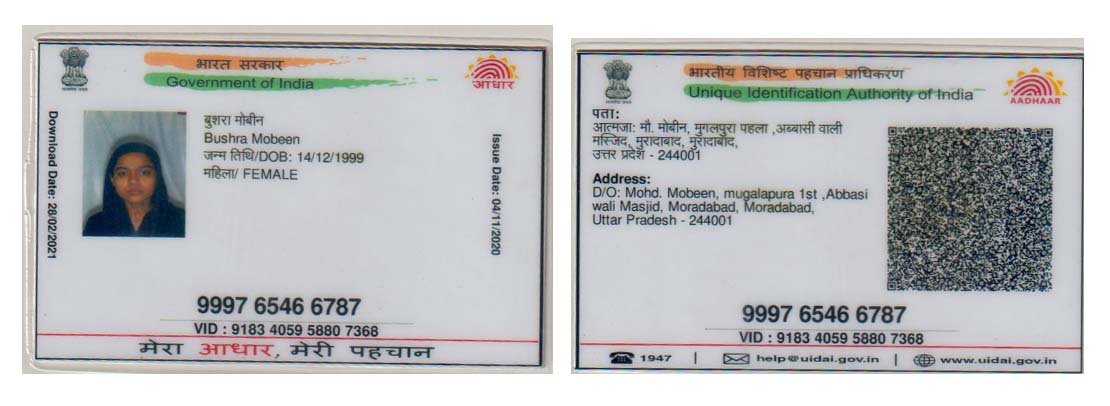 भारत सरकार
Government of India
आधार
Download Date: 28/02/2021
बुशरा मोबीन
Bushra Mobeen
जन्म तिथि/DOB: 14/12/1999
महिला/ FEMALE
Issue Date: 04/11/2020
9997 6546 6787
VID : 9183 4059 5880 7368
मेरा आधार, मेरी पहचान
भारतीय विशिष्ट पहचान प्राधिकरण
Unique Identification Authority of India
AADHAAR
पता:
आत्मजा: मौ. मोबीन, मुगलपुरा पहला ,अब्बासी वाली
मस्जिद, मुरादाबाद, मुरादाबाद,
उत्तर प्रदेश - 244001
Address:
D/O: Mohd. Mobeen, mugalapura 1st ,Abbasi
wali Masjid, Moradabad, Moradabad,
Uttar Pradesh - 244001
9997 6546 6787
VID : 9183 4059 5880 7368
1947 | help@uidai.gov.in | www.uidai.gov.in